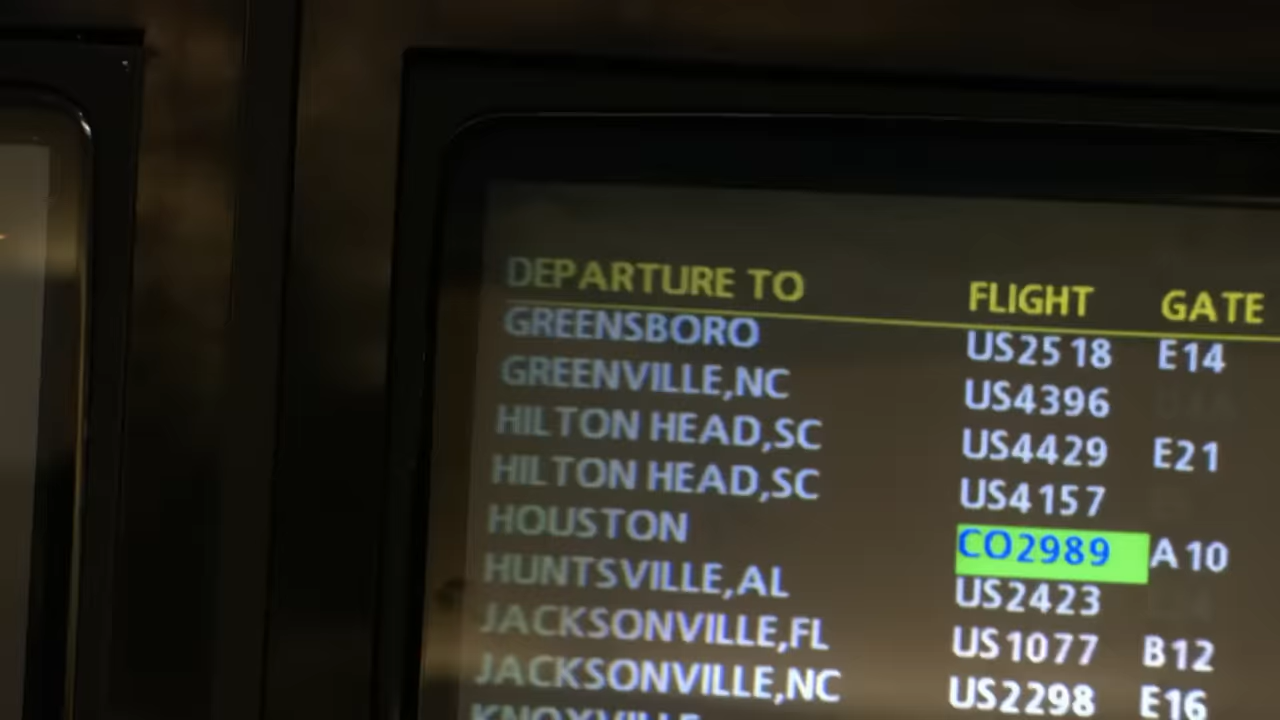 DEPARTURE TO FLIGHT GATE
GREENSBORO US2518 E14
GREENVILLE,NC US4396
HILTON HEAD,SC US4429 E21
HILTON HEAD,SC US4157
HOUSTON CO2989 A10
HUNTSVILLE,AL US2423
JACKSONVILLE,FL US1077 B12
JACKSONVILLE,NC US2298 E16
KNOXVILLE